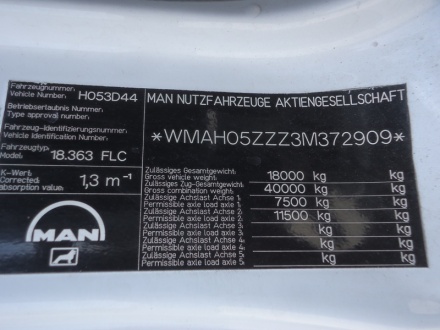 Fahrzeugnummer
Vehicle Number H053D44
Betriebserlaubnis Nummer
Type approval number
Fahrzeug-Identifizierungsnummer
Vehicle identification number
Fahrzeugtyp
Model 18.363 FLC
K-Wert:
Corrected absorption value: 1,3 m⁻¹
MAN
MAN NUTZFAHRZEUGE AKTIENGESELLSCHAFT
*WMAH05ZZZ3M372909*
Zulässiges Gesamtgewicht:
Gross vehicle weight: 18000 kg kg
Zulässiges Zug-Gesamtgewicht:
Gross combination weight: 40000 kg kg
Zulässige Achslast Achse 1:
Permissible axle load axle 1: 7500 kg kg
Zulässige Achslast Achse 2:
Permissible axle load axle 2: 11500 kg kg
Zulässige Achslast Achse 3:
Permissible axle load axle 3: kg kg
Zulässige Achslast Achse 4:
Permissible axle load axle 4: kg kg
Zulässige Achslast Achse 5:
Permissible axle load axle 5: kg kg